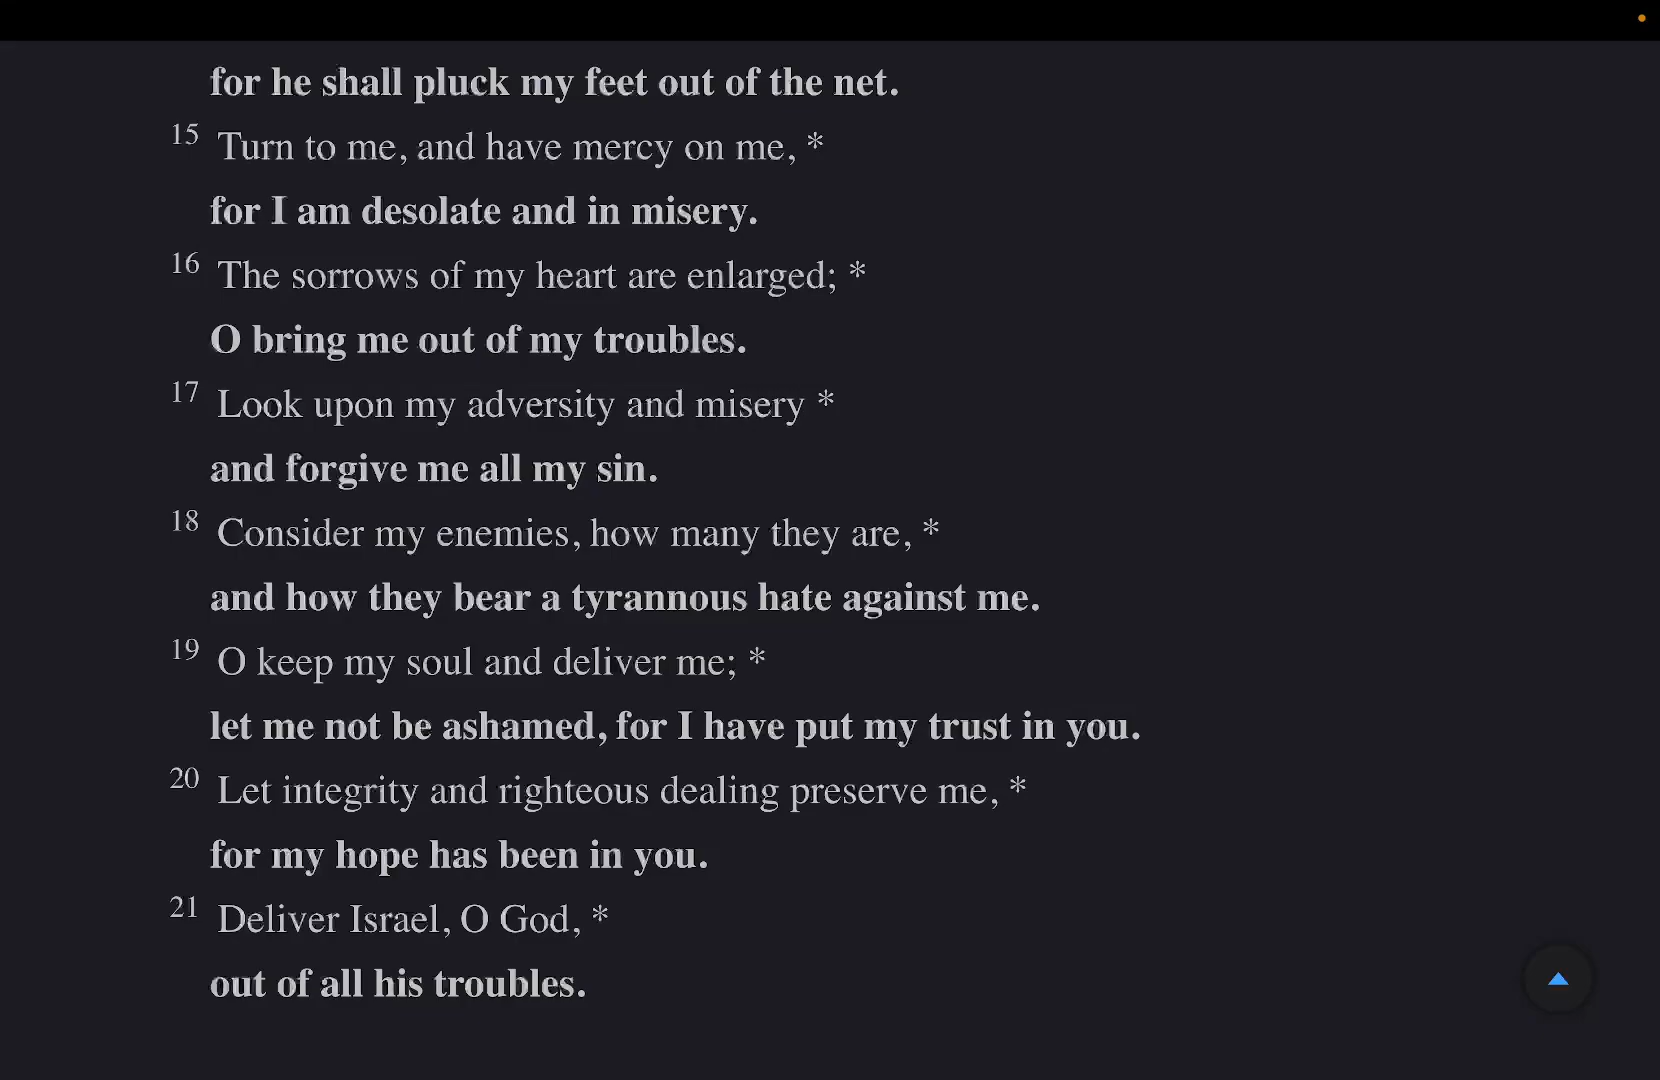 for he shall pluck my feet out of the net.
15 Turn to me, and have mercy on me, *
for I am desolate and in misery.
16 The sorrows of my heart are enlarged; *
O bring me out of my troubles.
17 Look upon my adversity and misery *
and forgive me all my sin.
18 Consider my enemies, how many they are, *
and how they bear a tyrannous hate against me.
19 O keep my soul and deliver me; *
let me not be ashamed, for I have put my trust in you.
20 Let integrity and righteous dealing preserve me, *
for my hope has been in you.
21 Deliver Israel, O God, *
out of all his troubles.